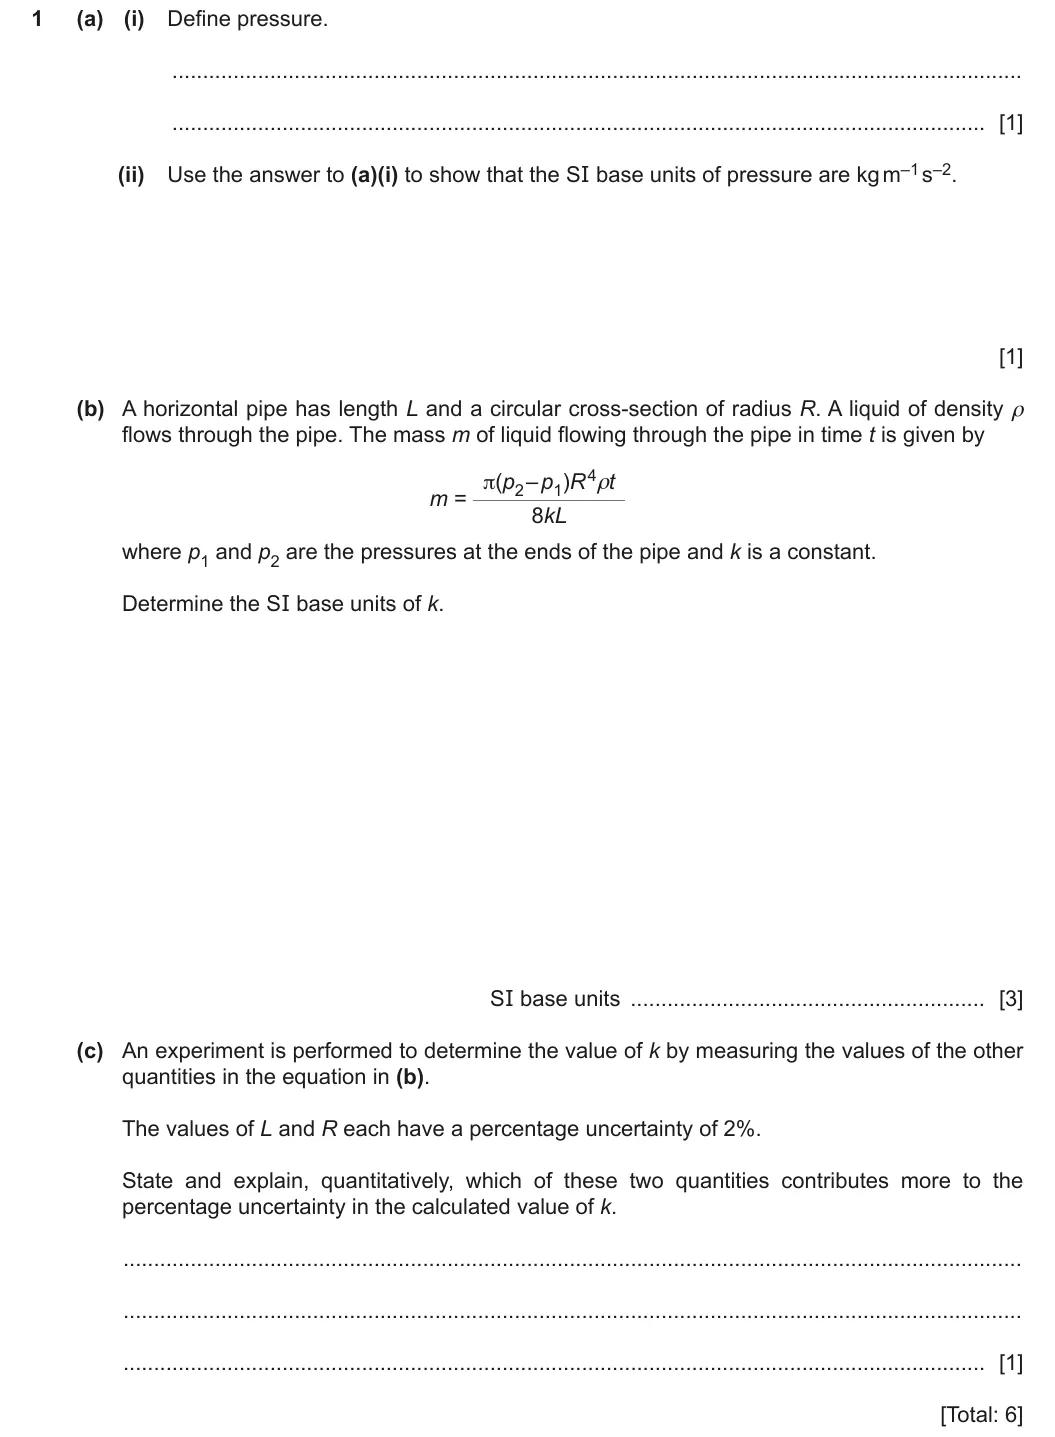 1 (a) (i) Define pressure.
..........................................................................................................................................
....................................................................................................................................... [1]
(ii) Use the answer to (a)(i) to show that the SI base units of pressure are kg m⁻¹ s⁻².
[1]
(b) A horizontal pipe has length L and a circular cross-section of radius R. A liquid of density ρ
flows through the pipe. The mass m of liquid flowing through the pipe in time t is given by
m = π(p₂ – p₁)R⁴ρt / 8kL
where p₁ and p₂ are the pressures at the ends of the pipe and k is a constant.
Determine the SI base units of k.
SI base units .......................................................... [3]
(c) An experiment is performed to determine the value of k by measuring the values of the other
quantities in the equation in (b).
The values of L and R each have a percentage uncertainty of 2%.
State and explain, quantitatively, which of these two quantities contributes more to the
percentage uncertainty in the calculated value of k.
..................................................................................................................................................
..................................................................................................................................................
............................................................................................................................................ [1]
[Total: 6]